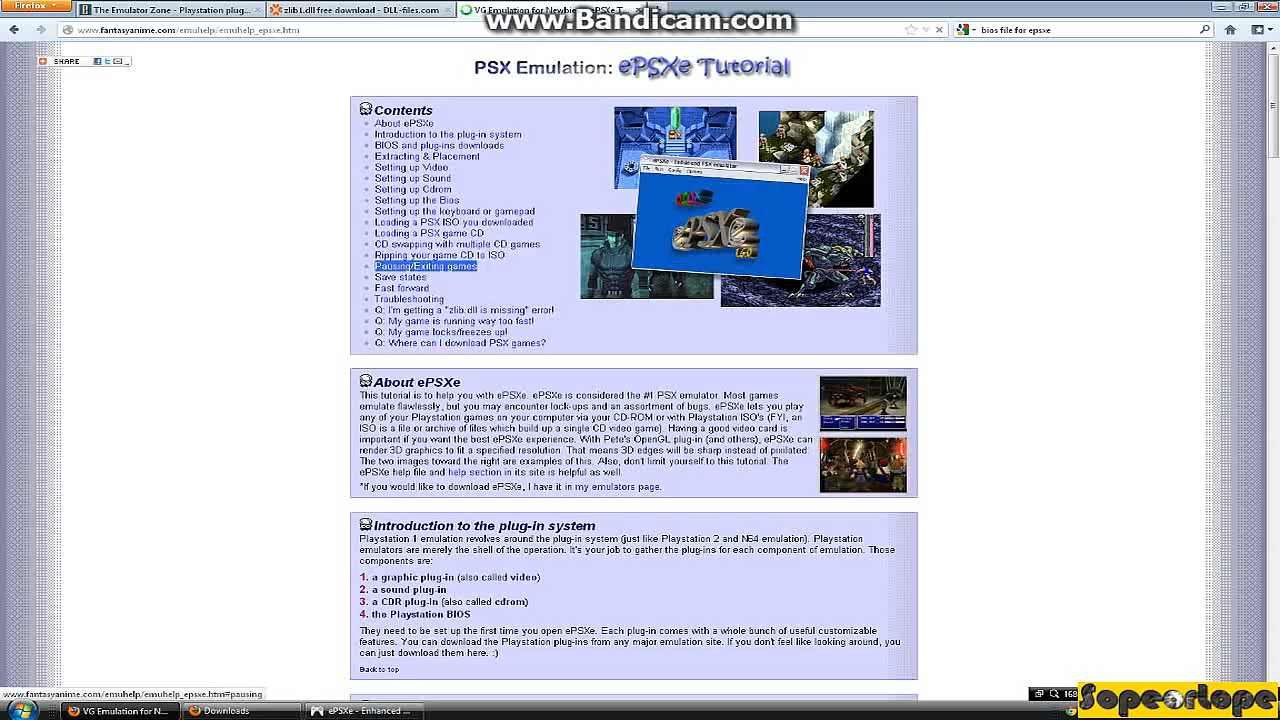 Firefox
The Emulator Zone - Playstation plug...
zlib1.dll free download - DLL-files.com
VG Emulation for Newbie
www.Bandicam.com
www.fantasyanime.com/emuhelp/emuhelp_epsxe.htm
bios file for epsxe
SHARE
PSX Emulation: ePSXe Tutorial
Contents
About ePSXe
Introduction to the plug-in system
BIOS and plug-ins downloads
Extracting & Placement
Setting up Video
Setting up Sound
Setting up Cdrom
Setting up the Bios
Setting up the keyboard or gamepad
Loading a PSX ISO you downloaded
Loading a PSX game CD
CD swapping with multiple CD games
Ripping your game CD to ISO
Pausing/Exiting games
Save states
Fast forward
Troubleshooting
Q: I'm getting a "zlib.dll is missing" error!
Q: My game is running way too fast!
Q: My game locks/freezes up!
Q: Where can I download PSX games?
ePSXe
About ePSXe
This tutorial is to help you with ePSXe. ePSXe is considered the #1 PSX emulator. Most games
emulate flawlessly, but you may encounter lock-ups and an assortment of bugs. ePSXe lets you play
any of your Playstation games on your computer via your CD-ROM or with Playstation ISO's (FYI, an
ISO is a file or archive of files which build up a single CD video game). Having a good video card is
important if you want the best ePSXe experience. With Pete's OpenGL plug-in (and others), ePSXe can
render 3D graphics to fit a specified resolution. That means 3D edges will be sharp instead of pixilated.
The two images toward the right are examples of this. Also, don't limit yourself to this tutorial. The
ePSXe help file and help section in its site is helpful as well.
*If you would like to download ePSXe, I have it in my emulators page.
Introduction to the plug-in system
Playstation 1 emulation revolves around the plug-in system (just like Playstation 2 and N64 emulation). Playstation
emulators are merely the shell of the operation. It's your job to gather the plug-ins for each component of emulation. Those
components are:
1. a graphic plug-in (also called video)
2. a sound plug-in
3. a CDR plug-in (also called cdrom)
4. the Playstation BIOS
They need to be set up the first time you open ePSXe. Each plug-in comes with a whole bunch of useful customizable
features. You can download the Playstation plug-ins from any major emulation site. If you don't feel like looking around, you
can just download them here. :)
Back to top
www.fantasyanime.com/emuhelp/emuhelp_epsxe.htm#pausing
168
VG Emulation for N...
Downloads
ePSXe - Enhanced ...
Sopeartope